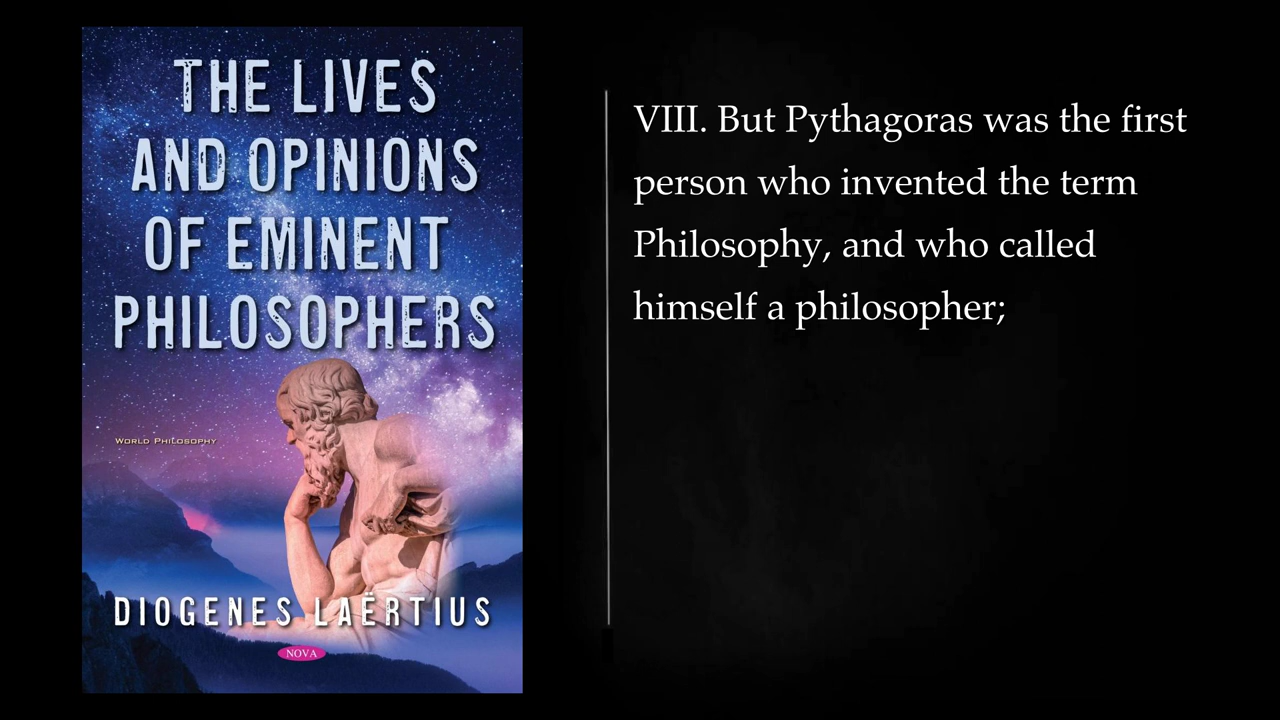 THE LIVES
AND OPINIONS
OF EMINENT
PHILOSOPHERS
WORLD PHILOSOPHY
DIOGENES LAËRTIUS
NOVA
VIII. But Pythagoras was the first
person who invented the term
Philosophy, and who called
himself a philosopher;